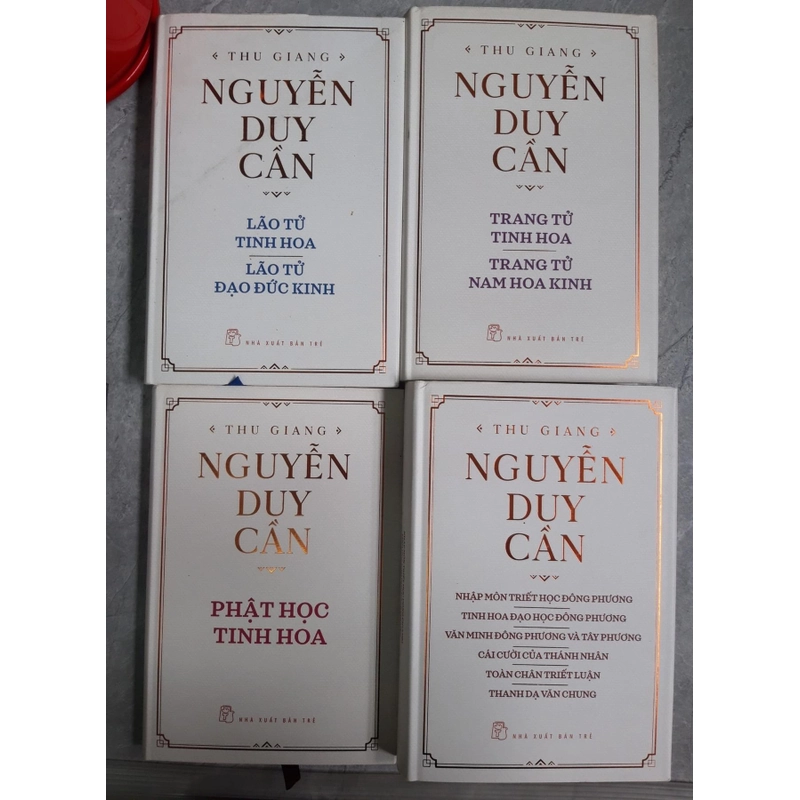 THU GIANG
NGUYỄN
DUY
CẦN
LÃO TỬ
TINH HOA
LÃO TỬ
ĐẠO ĐỨC KINH
NHÀ XUẤT BẢN TRẺ
THU GIANG
NGUYỄN
DUY
CẦN
TRANG TỬ
TINH HOA
TRANG TỬ
NAM HOA KINH
NHÀ XUẤT BẢN TRẺ
THU GIANG
NGUYỄN
DUY
CẦN
PHẬT HỌC
TINH HOA
NHÀ XUẤT BẢN TRẺ
THU GIANG
NGUYỄN
DUY
CẦN
NHẬP MÔN TRIẾT HỌC ĐÔNG PHƯƠNG
TINH HOA ĐẠO HỌC ĐÔNG PHƯƠNG
VĂN MINH ĐÔNG PHƯƠNG VÀ TÂY PHƯƠNG
CÁI CƯỜI CỦA THÁNH NHÂN
TOÀN CHÂN TRIẾT LUẬN
THANH DẠ VĂN CHUNG
NHÀ XUẤT BẢN TRẺ